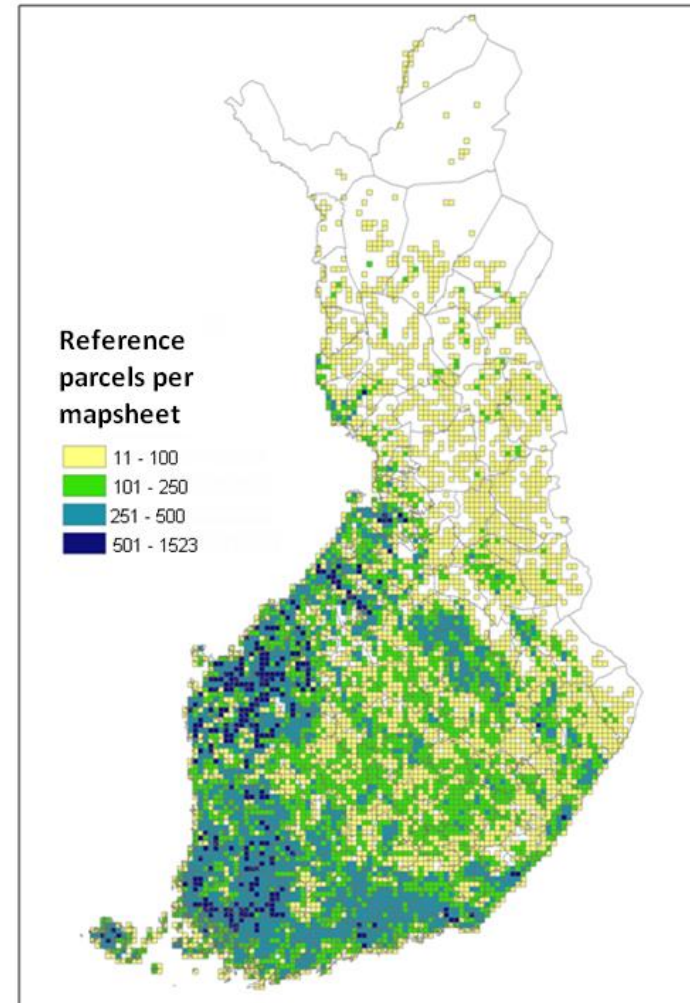 Reference
parcels per
mapsheet
11 - 100
101 - 250
251 - 500
501 - 1523